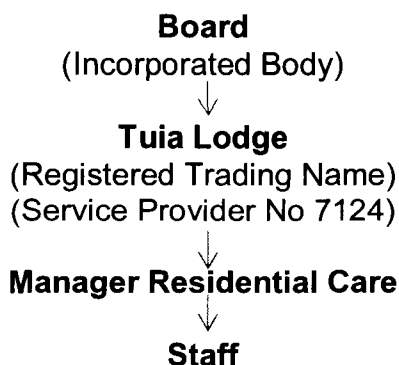 Board
(Incorporated Body)
Tuia Lodge
(Registered Trading Name)
(Service Provider No 7124)
Manager Residential Care
Staff